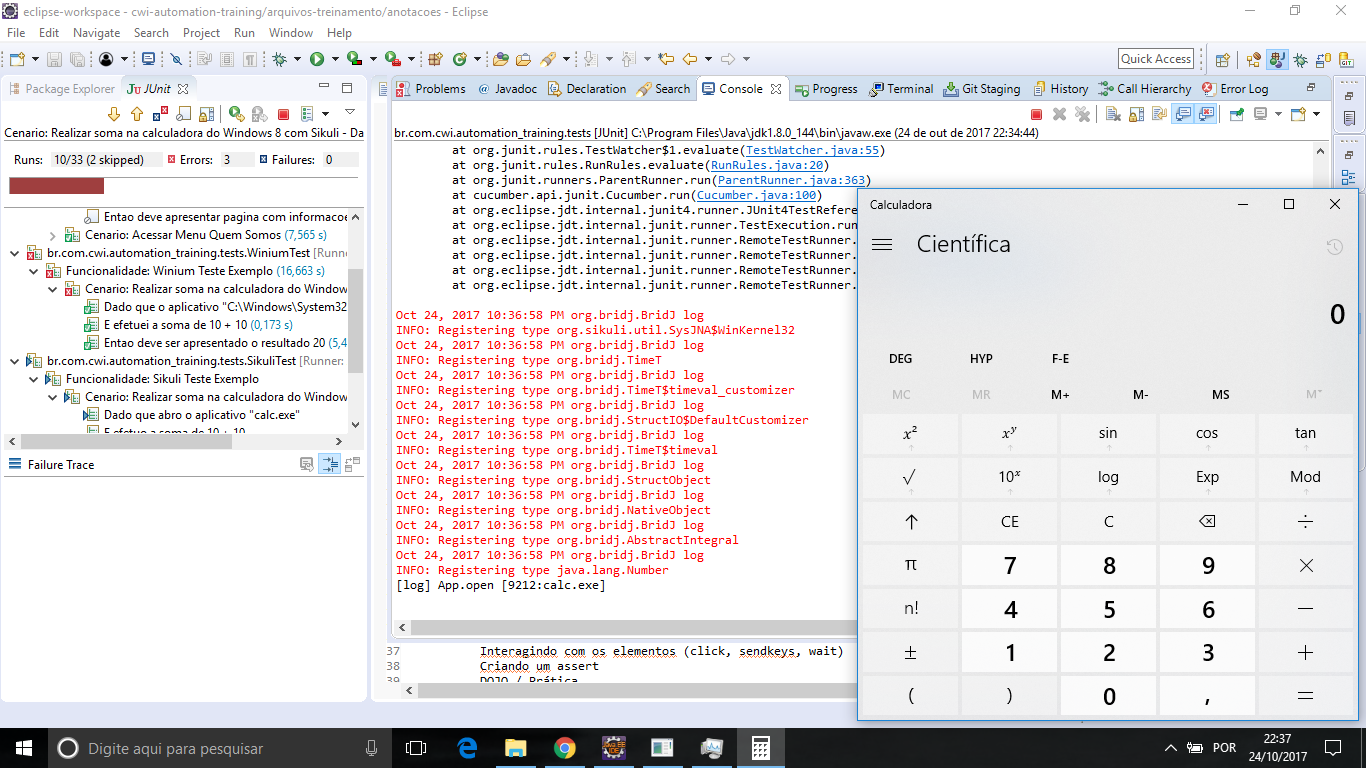 eclipse-workspace - cwi-automation-training/arquivos-treinamento/anotacoes - Eclipse
File Edit Navigate Search Project Run Window Help
Quick Access
Package Explorer JUnit
Problems Javadoc Declaration Search Console Progress Terminal Git Staging History Call Hierarchy Error Log
Cenario: Realizar soma na calculadora do Windows 8 com Sikuli - Da
Runs: 10/33 (2 skipped) Errors: 3 Failures: 0
Entao deve apresentar pagina com informacoe
Cenario: Acessar Menu Quem Somos (7,565 s)
br.com.cwi.automation_training.tests.WiniumTest [Runne
Funcionalidade: Winium Teste Exemplo (16,663 s)
Cenario: Realizar soma na calculadora do Window
Dado que o aplicativo "C:\Windows\System32
E efetuei a soma de 10 + 10 (0,173 s)
Entao deve ser apresentado o resultado 20 (5,4
br.com.cwi.automation_training.tests.SikuliTest [Runner:
Funcionalidade: Sikuli Teste Exemplo
Cenario: Realizar soma na calculadora do Window
Dado que abro o aplicativo "calc.exe"
E efetuo a soma de 10 + 10
Failure Trace
br.com.cwi.automation_training.tests [JUnit] C:\Program Files\Java\jdk1.8.0_144\bin\javaw.exe (24 de out de 2017 22:34:44)
at org.junit.rules.TestWatcher$1.evaluate(TestWatcher.java:55)
at org.junit.rules.RunRules.evaluate(RunRules.java:20)
at org.junit.runners.ParentRunner.run(ParentRunner.java:363)
at cucumber.api.junit.Cucumber.run(Cucumber.java:100)
at org.eclipse.jdt.internal.junit4.runner.JUnit4TestRefere
at org.eclipse.jdt.internal.junit.runner.TestExecution.run
at org.eclipse.jdt.internal.junit.runner.RemoteTestRunner.
at org.eclipse.jdt.internal.junit.runner.RemoteTestRunner.
at org.eclipse.jdt.internal.junit.runner.RemoteTestRunner.
at org.eclipse.jdt.internal.junit.runner.RemoteTestRunner.
Oct 24, 2017 10:36:58 PM org.bridj.BridJ log
INFO: Registering type org.sikuli.util.SysJNA$WinKernel32
Oct 24, 2017 10:36:58 PM org.bridj.BridJ log
INFO: Registering type org.bridj.TimeT
Oct 24, 2017 10:36:58 PM org.bridj.BridJ log
INFO: Registering type org.bridj.TimeT$timeval_customizer
Oct 24, 2017 10:36:58 PM org.bridj.BridJ log
INFO: Registering type org.bridj.StructIO$DefaultCustomizer
Oct 24, 2017 10:36:58 PM org.bridj.BridJ log
INFO: Registering type org.bridj.TimeT$timeval
Oct 24, 2017 10:36:58 PM org.bridj.BridJ log
INFO: Registering type org.bridj.StructObject
Oct 24, 2017 10:36:58 PM org.bridj.BridJ log
INFO: Registering type org.bridj.NativeObject
Oct 24, 2017 10:36:58 PM org.bridj.BridJ log
INFO: Registering type org.bridj.AbstractIntegral
Oct 24, 2017 10:36:58 PM org.bridj.BridJ log
INFO: Registering type java.lang.Number
[log] App.open [9212:calc.exe]
37 Interagindo com os elementos (click, sendkeys, wait)
38 Criando um assert
39 DOJO / Prática
Calculadora
Científica
0
DEG HYP F-E
MC MR M+ M- MS M˅
x² xʸ sin cos tan
√ 10ˣ log Exp Mod
↑ CE C ⌫ ÷
π 7 8 9 ×
n! 4 5 6 −
± 1 2 3 +
( ) 0 , =
Digite aqui para pesquisar
POR
22:37
24/10/2017